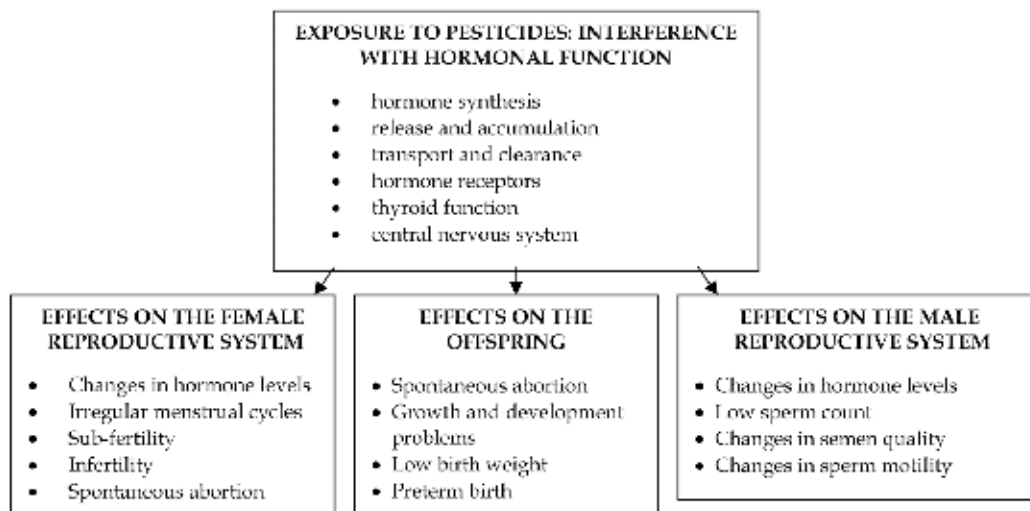 EXPOSURE TO PESTICIDES: INTERFERENCE
WITH HORMONAL FUNCTION
• hormone synthesis
• release and accumulation
• transport and clearance
• hormone receptors
• thyroid function
• central nervous system
EFFECTS ON THE FEMALE
REPRODUCTIVE SYSTEM
• Changes in hormone levels
• Irregular menstrual cycles
• Sub-fertility
• Infertility
• Spontaneous abortion
EFFECTS ON THE
OFFSPRING
• Spontaneous abortion
• Growth and development
problems
• Low birth weight
• Preterm birth
EFFECTS ON THE MALE
REPRODUCTIVE SYSTEM
• Changes in hormone levels
• Low sperm count
• Changes in semen quality
• Changes in sperm motility